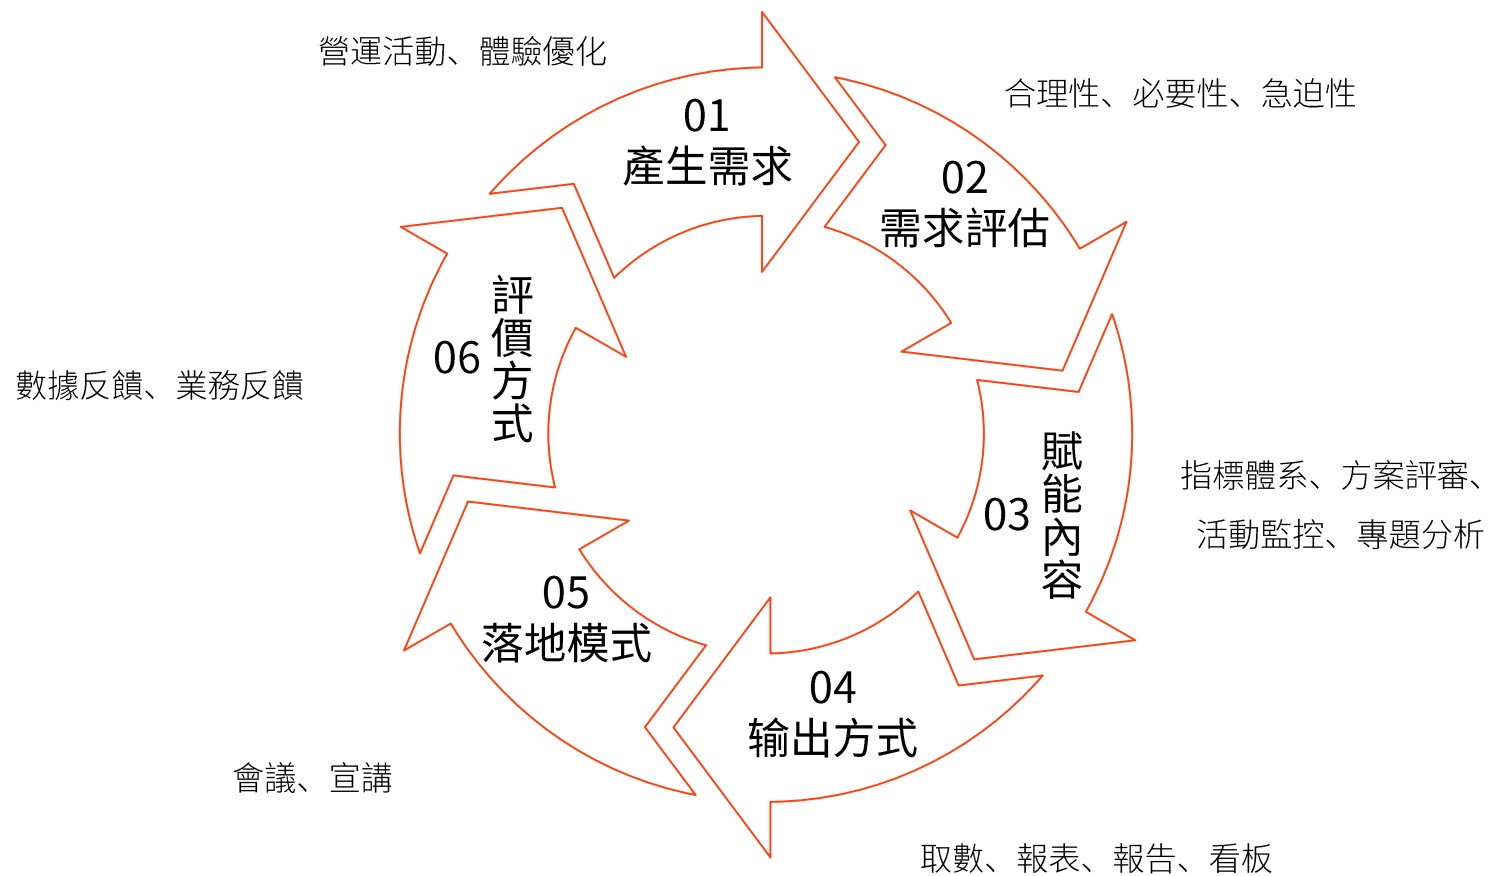 營運活動、體驗優化
01
產生需求
合理性、必要性、急迫性
02
需求評估
指標體系、方案評審、
活動監控、專題分析
03
賦能內容
取數、報表、報告、看板
04
输出方式
會議、宣講
05
落地模式
數據反饋、業務反饋
06
評價方式